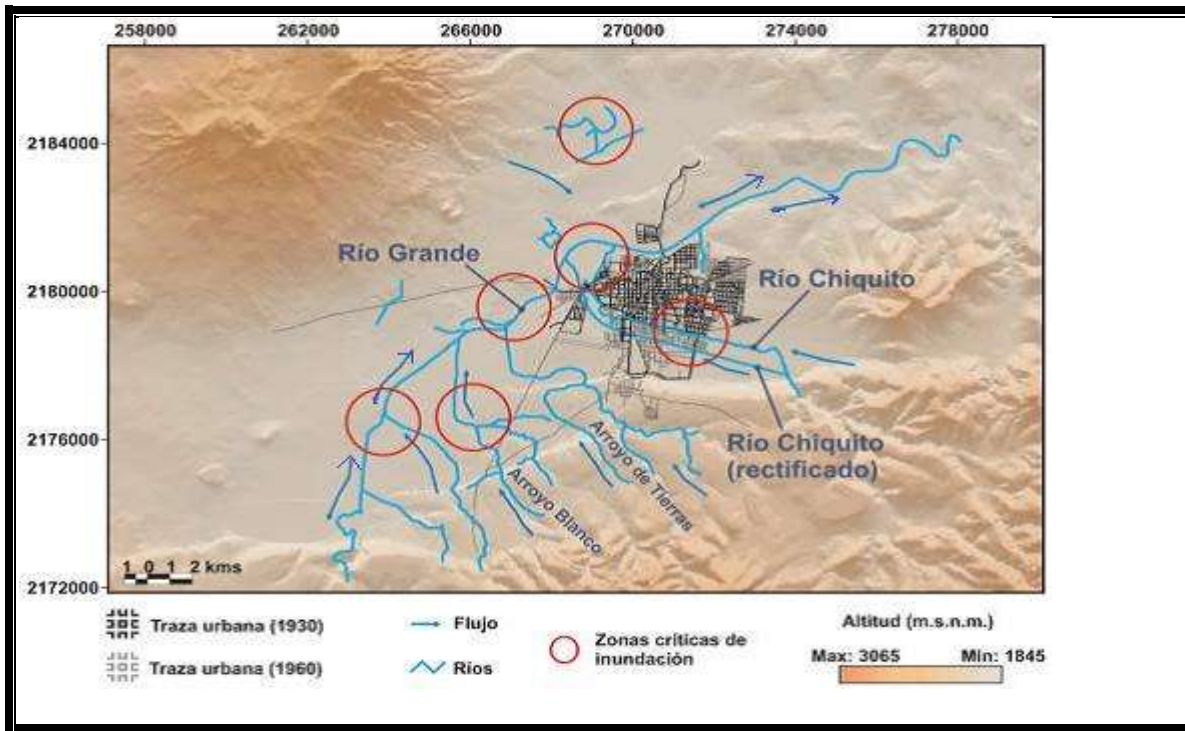 258000 262000 266000 270000 274000 278000
2184000
2180000
2176000
2172000
Río Grande
Río Chiquito
Río Chiquito
(rectificado)
Arroyo de Tierras
Arroyo Blanco
1 0 1 2 kms
Traza urbana (1930)
Traza urbana (1960)
Flujo
Ríos
Zonas críticas de
inundación
Altitud (m.s.n.m.)
Max: 3065 Min: 1845